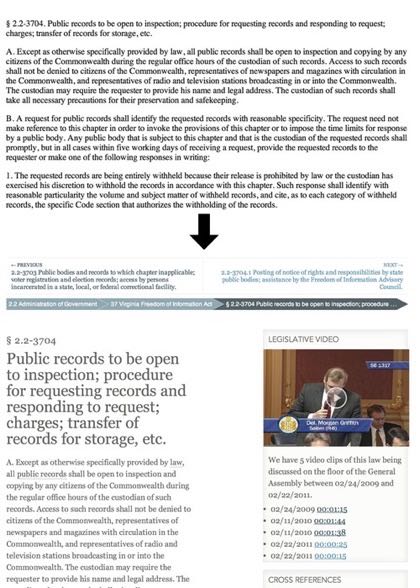 § 2.2-3704. Public records to be open to inspection; procedure for requesting records and responding to request;
charges; transfer of records for storage, etc.
A. Except as otherwise specifically provided by law, all public records shall be open to inspection and copying by any
citizens of the Commonwealth during the regular office hours of the custodian of such records. Access to such records
shall not be denied to citizens of the Commonwealth, representatives of newspapers and magazines with circulation in
the Commonwealth, and representatives of radio and television stations broadcasting in or into the Commonwealth.
The custodian may require the requester to provide his name and legal address. The custodian of such records shall
take all necessary precautions for their preservation and safekeeping.
B. A request for public records shall identify the requested records with reasonable specificity. The request need not
make reference to this chapter in order to invoke the provisions of this chapter or to impose the time limits for response
by a public body. Any public body that is subject to this chapter and that is the custodian of the requested records shall
promptly, but in all cases within five working days of receiving a request, provide the requested records to the
requester or make one of the following responses in writing:
1. The requested records are being entirely withheld because their release is prohibited by law or the custodian has
exercised his discretion to withhold the records in accordance with this chapter. Such response shall identify with
reasonable particularity the volume and subject matter of withheld records, and cite, as to each category of withheld
records, the specific Code section that authorizes the withholding of the records.
← PREVIOUS
2.2-3703 Public bodies and records to which chapter inapplicable;
voter registration and election records; access by persons
incarcerated in a state, local, or federal correctional facility.
NEXT →
2.2-3704.1 Posting of notice of rights and responsibilities by state
public bodies; assistance by the Freedom of Information Advisory
Council.
2.2 Administration of Government 37 Virginia Freedom of Information Act § 2.2-3704 Public records to be open to inspection; procedure ...
§ 2.2-3704
Public records to be open
to inspection; procedure
for requesting records and
responding to request;
charges; transfer of
records for storage, etc.
A. Except as otherwise specifically provided by law,
all public records shall be open to inspection and
copying by any citizens of the Commonwealth during
the regular office hours of the custodian of such
records. Access to such records shall not be denied to
citizens of the Commonwealth, representatives of
newspapers and magazines with circulation in the
Commonwealth, and representatives of radio and
television stations broadcasting in or into the
Commonwealth. The custodian may require the
requester to provide his name and legal address. The
LEGISLATIVE VIDEO
SB 1317
Del. Morgan Griffith
Salem (R-8)
We have 5 video clips of this law being
discussed on the floor of the General
Assembly between 02/24/2009 and
02/22/2011.
• 02/24/2009 00:01:15
• 02/11/2010 00:01:44
• 02/11/2010 00:01:38
• 02/22/2011 00:00:25
• 02/22/2011 00:00:15
CROSS REFERENCES